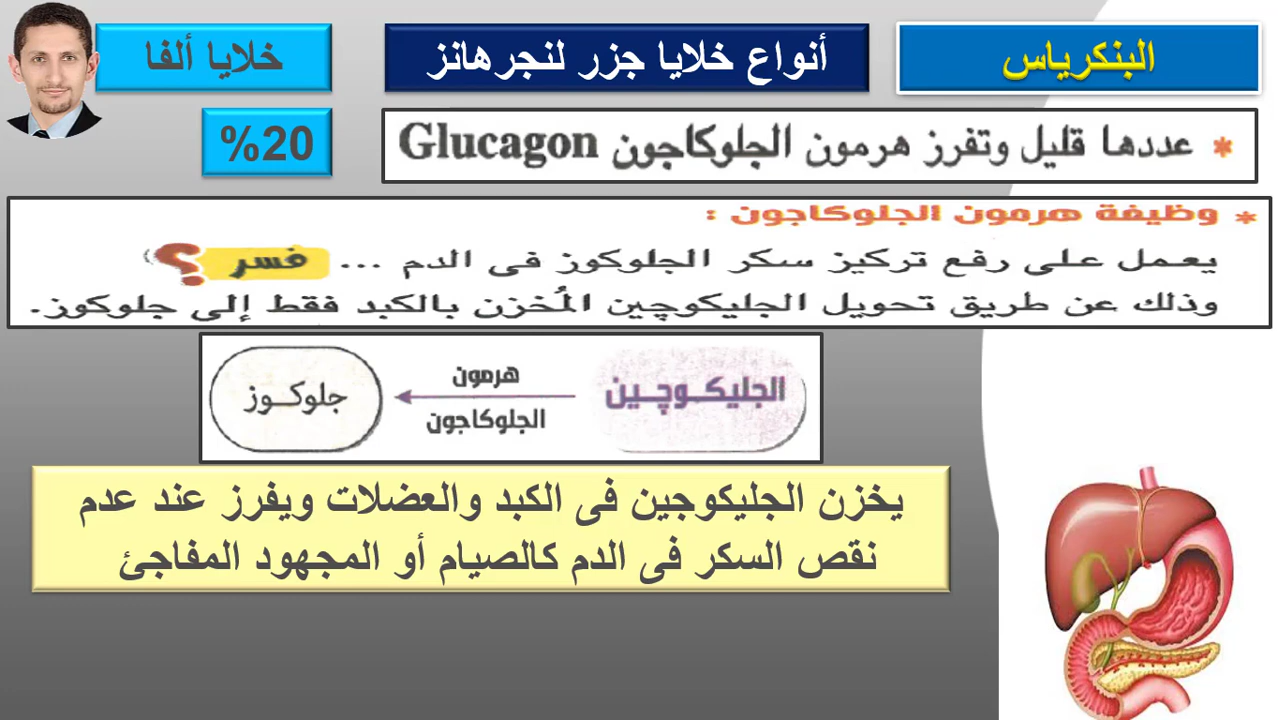 البنكرياس
أنواع خلايا جزر لنجرهانز
خلايا ألفا
* عددها قليل وتفرز هرمون الجلوكاجون Glucagon
%20
* وظيفة هرمون الجلوكاجون :
يعمل على رفع تركيز سكر الجلوكوز فى الدم ... فسر ؟
وذلك عن طريق تحويل الجليكوچين المُخزن بالكبد فقط إلى جلوكوز.
الجليكوچين
هرمون
الجلوكاجون
جلوكوز
يخزن الجليكوجين فى الكبد والعضلات ويفرز عند عدم
نقص السكر فى الدم كالصيام أو المجهود المفاجئ